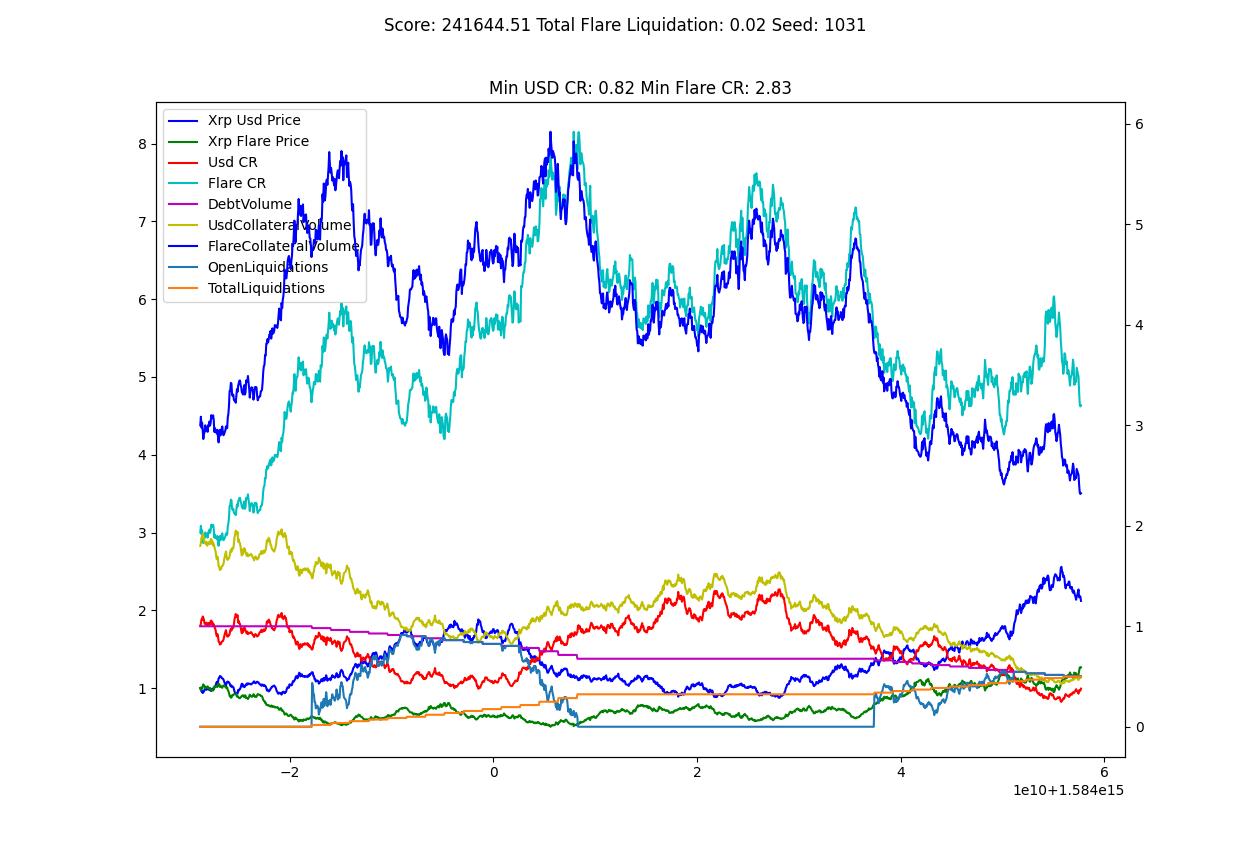 Score: 241644.51 Total Flare Liquidation: 0.02 Seed: 1031
Min USD CR: 0.82 Min Flare CR: 2.83
Xrp Usd Price
Xrp Flare Price
Usd CR
Flare CR
DebtVolume
UsdCollateralVolume
FlareCollateralVolume
OpenLiquidations
TotalLiquidations
8
7
6
5
4
3
2
1
6
5
4
3
2
1
0
−2
0
2
4
6
1e10+1.584e15